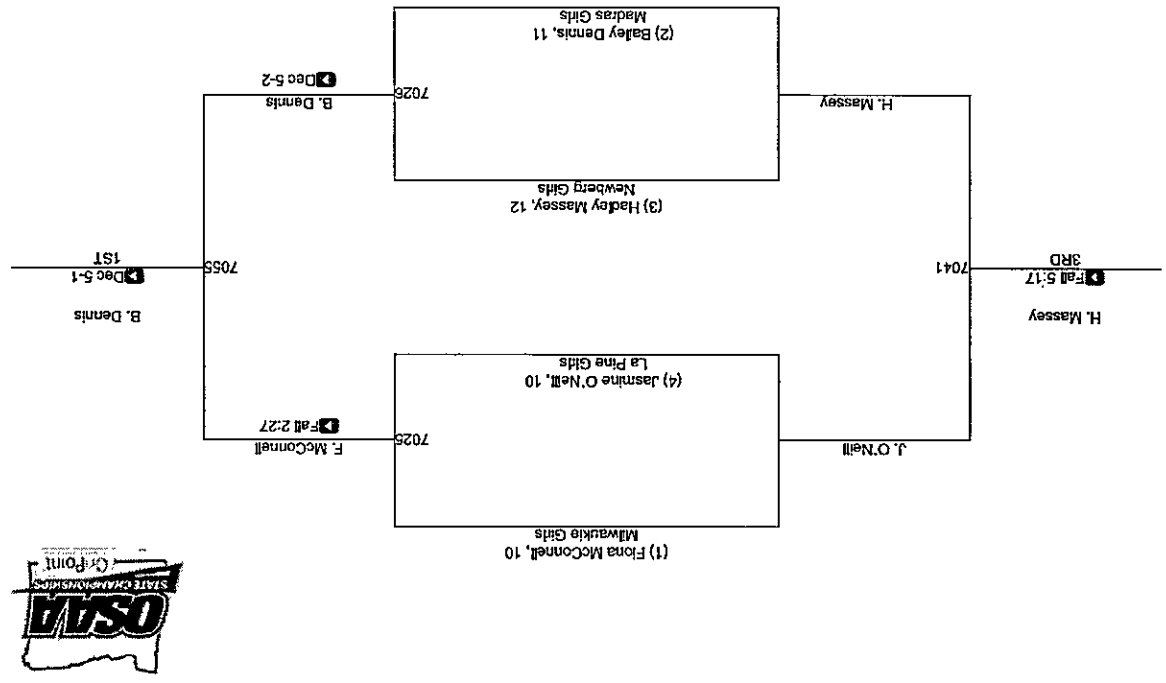 OSAA
STATE CHAMPIONSHIPS
OnPoint
(1) Fiona McConnell, 10
Milwaukie Girls
J. O'Neill
7025
F. McConnell
Fall 2:27
(4) Jasmine O'Neill, 10
La Pine Girls
H. Massey
Fall 5:17
3RD
7041
7055
B. Dennis
Dec 5-1
1ST
(3) Hadley Massey, 12
Newberg Girls
H. Massey
7026
B. Dennis
Dec 5-2
(2) Bailey Dennis, 11
Madras Girls